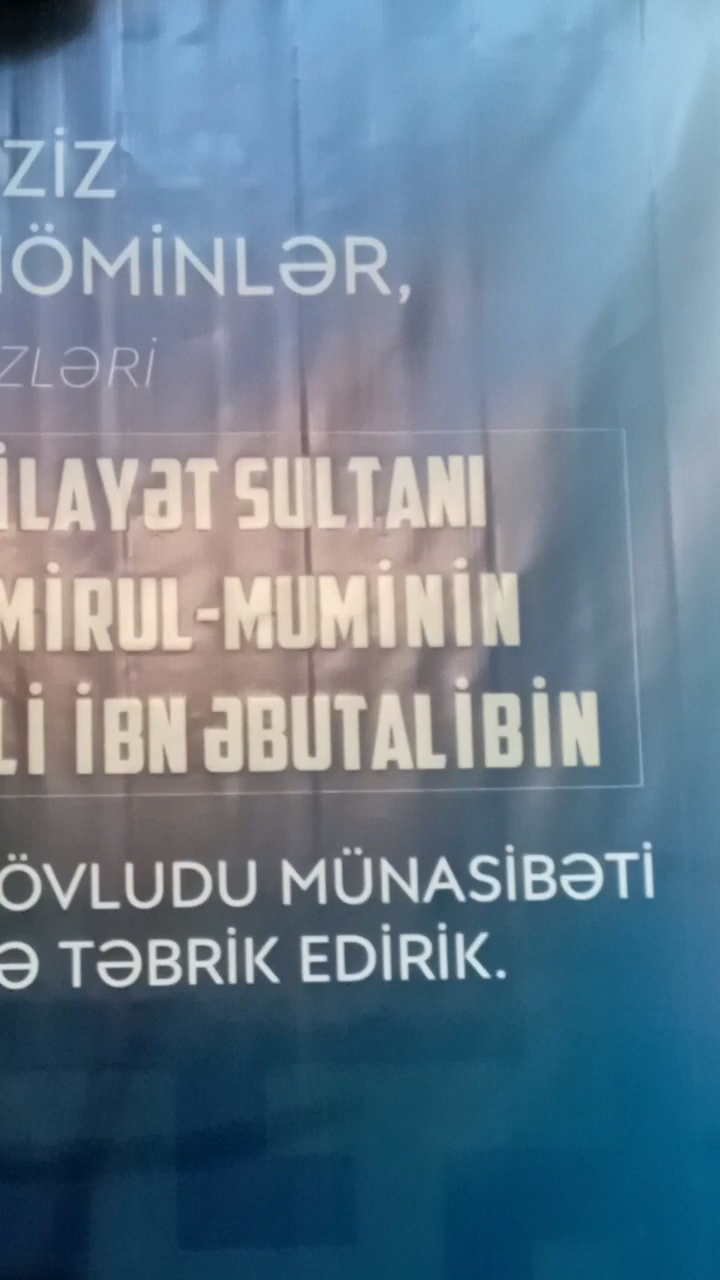 ZİZ
ÖMİNLƏR,
ZLƏRİ
İLAYƏT SULTANI
MİRUL-MUMİNİN
Lİ İBN ƏBUTALİBİN
ÖVLUDU MÜNASİBƏTİ
Ə TƏBRİK EDİRİK.